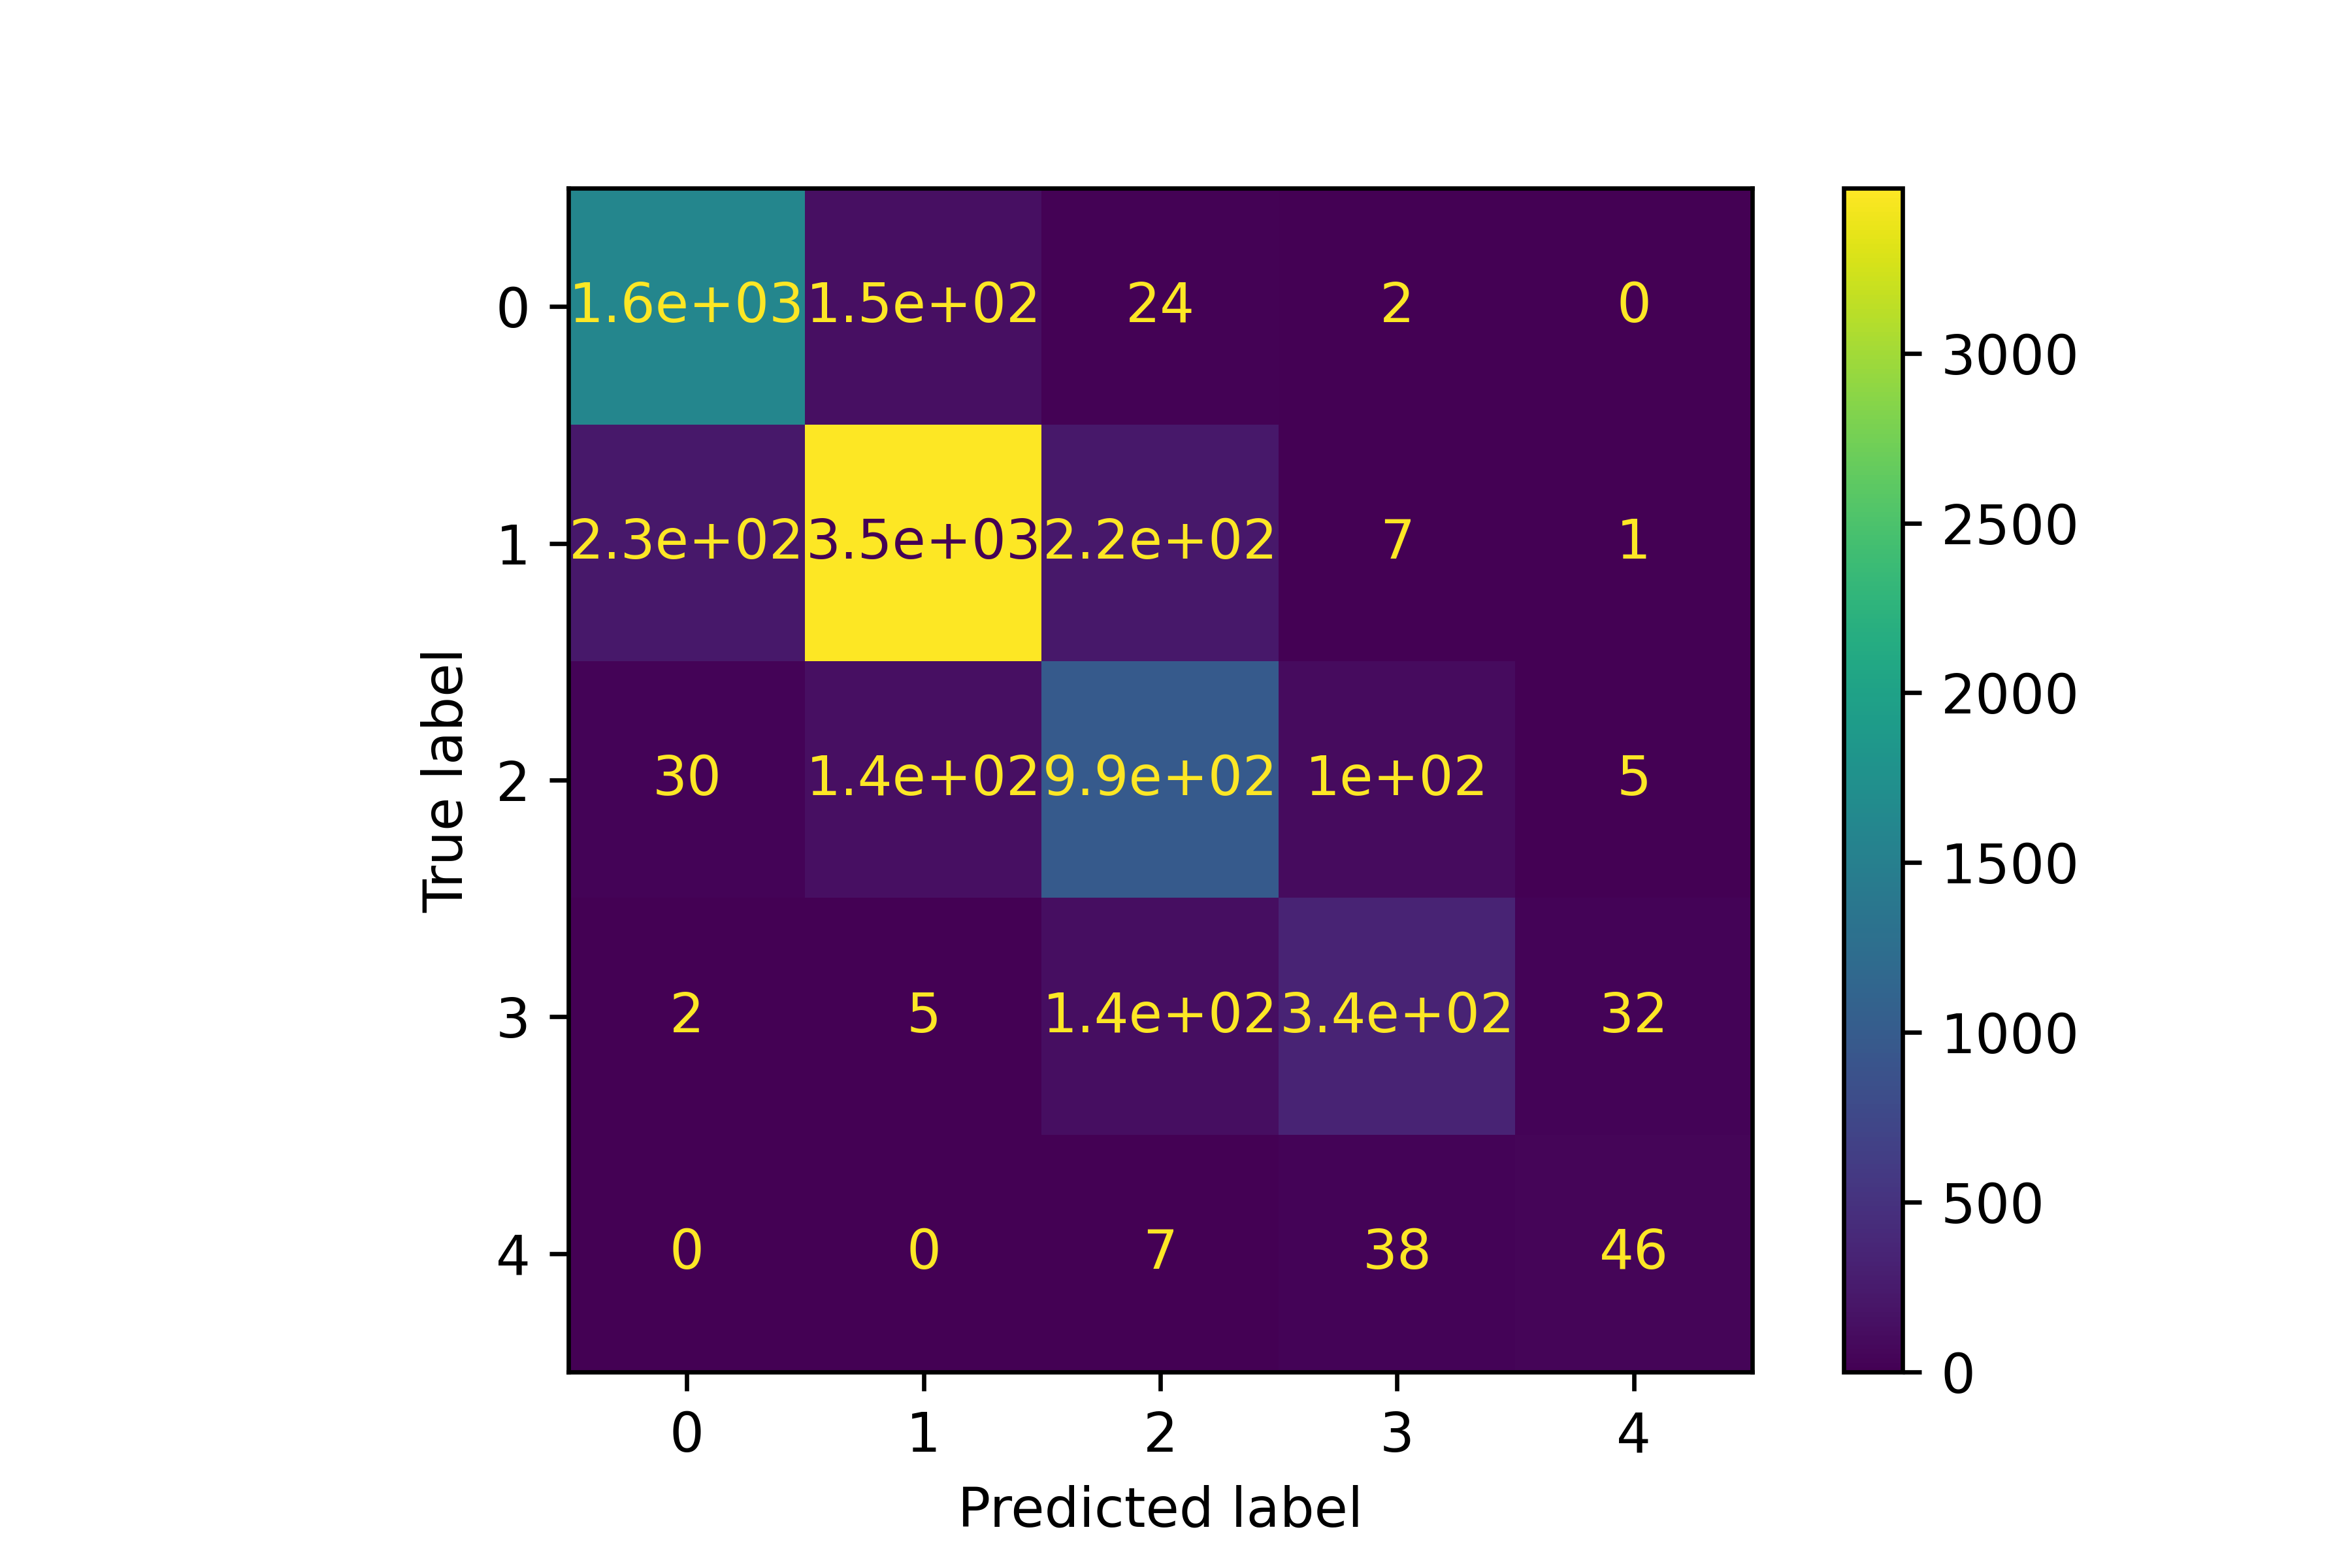 0 1.6e+03 1.5e+02 24 2 0
1 2.3e+02 3.5e+03 2.2e+02 7 1
2 30 1.4e+02 9.9e+02 1e+02 5
3 2 5 1.4e+02 3.4e+02 32
4 0 0 7 38 46
0 1 2 3 4
Predicted label
True label
3000
2500
2000
1500
1000
500
0